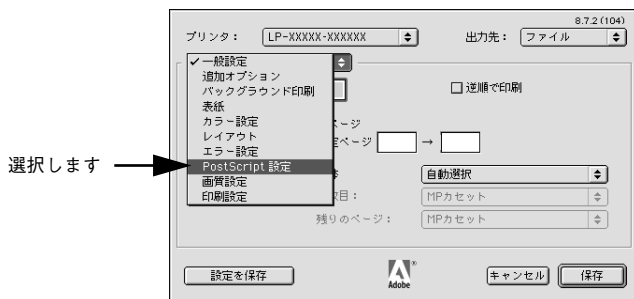 8.7.2 (104)
プリンタ： LP-XXXXX-XXXXXX 出力先： ファイル
一般設定
追加オプション
バックグラウンド印刷
表紙
カラー設定
レイアウト
エラー設定
PostScript 設定
画質設定
印刷設定
逆順で印刷
ページ
ページ →
自動選択
MPカセット
残りのページ： MPカセット
選択します
設定を保存 Adobe キャンセル 保存